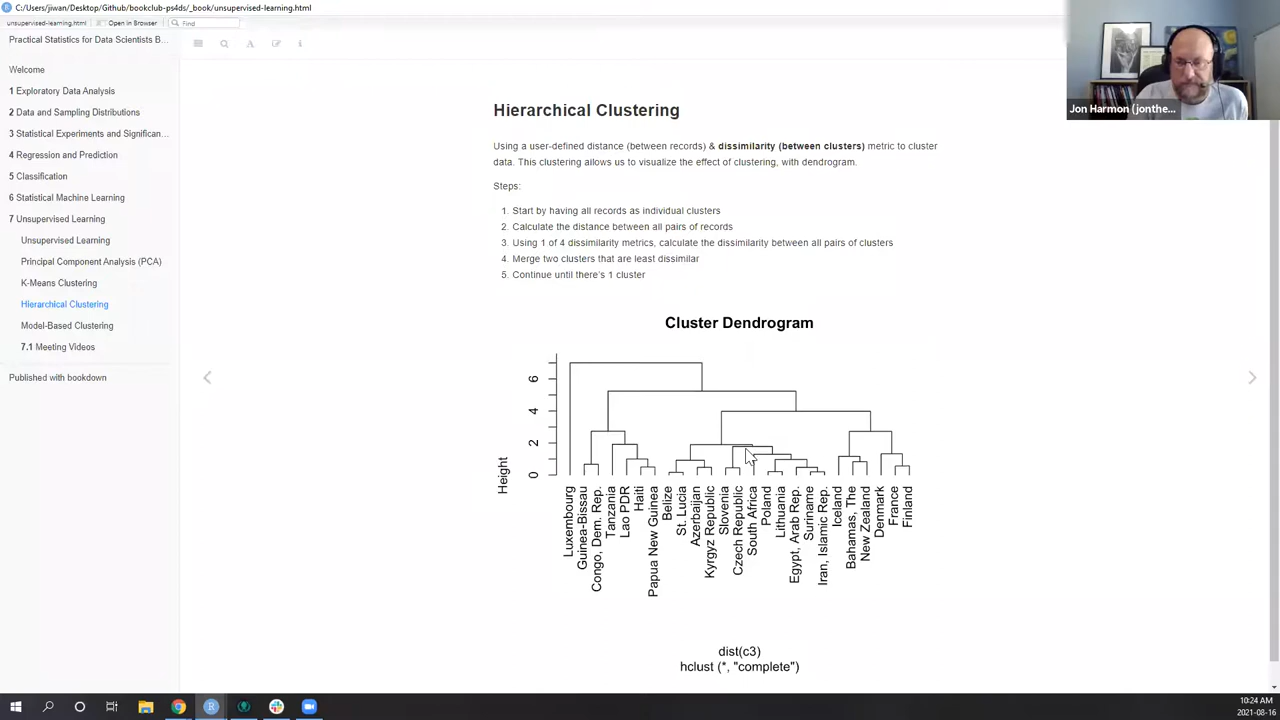 C:/Users/jiwan/Desktop/Github/bookclub-ps4ds/_book/unsupervised-learning.html
unsupervised-learning.html
Open in Browser
Find
Practical Statistics for Data Scientists B...
Welcome
1 Exploratory Data Analysis
2 Data and Sampling Distributions
3 Statistical Experiments and Significan...
4 Regression and Prediction
5 Classification
6 Statistical Machine Learning
7 Unsupervised Learning
Unsupervised Learning
Principal Component Analysis (PCA)
K-Means Clustering
Hierarchical Clustering
Model-Based Clustering
7.1 Meeting Videos
Published with bookdown
Hierarchical Clustering
Using a user-defined distance (between records) & dissimilarity (between clusters) metric to cluster
data. This clustering allows us to visualize the effect of clustering, with dendrogram.
Steps:
1. Start by having all records as individual clusters
2. Calculate the distance between all pairs of records
3. Using 1 of 4 dissimilarity metrics, calculate the dissimilarity between all pairs of clusters
4. Merge two clusters that are least dissimilar
5. Continue until there's 1 cluster
Cluster Dendrogram
Height
6
4
2
0
Luxembourg
Guinea-Bissau
Congo, Dem. Rep.
Tanzania
Lao PDR
Haiti
Papua New Guinea
Belize
St. Lucia
Azerbaijan
Kyrgyz Republic
Slovenia
Czech Republic
South Africa
Poland
Lithuania
Egypt, Arab Rep.
Suriname
Iran, Islamic Rep.
Iceland
Bahamas, The
New Zealand
Denmark
France
Finland
dist(c3)
hclust (*, "complete")
Jon Harmon (jonthe...
10:24 AM
2021-08-16